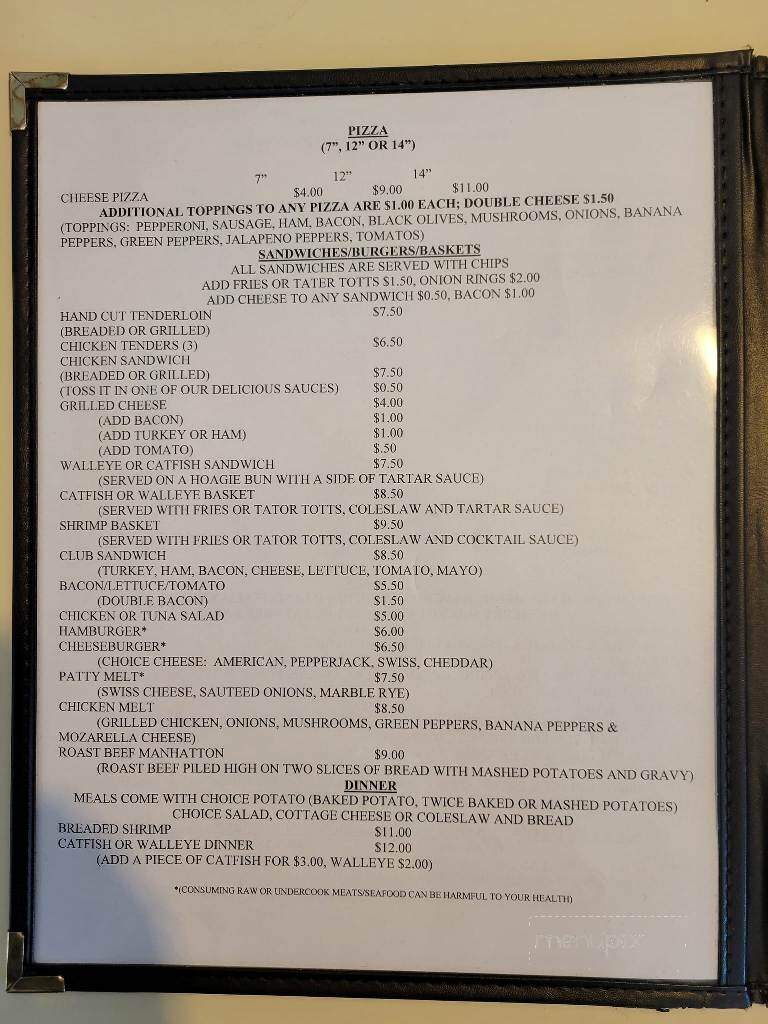 PIZZA
(7", 12" OR 14")
7" 12" 14"
CHEESE PIZZA $4.00 $9.00 $11.00
ADDITIONAL TOPPINGS TO ANY PIZZA ARE $1.00 EACH; DOUBLE CHEESE $1.50
(TOPPINGS: PEPPERONI, SAUSAGE, HAM, BACON, BLACK OLIVES, MUSHROOMS, ONIONS, BANANA
PEPPERS, GREEN PEPPERS, JALAPENO PEPPERS, TOMATOS)
SANDWICHES/BURGERS/BASKETS
ALL SANDWICHES ARE SERVED WITH CHIPS
ADD FRIES OR TATER TOTTS $1.50, ONION RINGS $2.00
ADD CHEESE TO ANY SANDWICH $0.50, BACON $1.00
HAND CUT TENDERLOIN $7.50
(BREADED OR GRILLED)
CHICKEN TENDERS (3) $6.50
CHICKEN SANDWICH
(BREADED OR GRILLED) $7.50
(TOSS IT IN ONE OF OUR DELICIOUS SAUCES) $0.50
GRILLED CHEESE $4.00
(ADD BACON) $1.00
(ADD TURKEY OR HAM) $1.00
(ADD TOMATO) $.50
WALLEYE OR CATFISH SANDWICH $7.50
(SERVED ON A HOAGIE BUN WITH A SIDE OF TARTAR SAUCE)
CATFISH OR WALLEYE BASKET $8.50
(SERVED WITH FRIES OR TATOR TOTTS, COLESLAW AND TARTAR SAUCE)
SHRIMP BASKET $9.50
(SERVED WITH FRIES OR TATOR TOTTS, COLESLAW AND COCKTAIL SAUCE)
CLUB SANDWICH $8.50
(TURKEY, HAM, BACON, CHEESE, LETTUCE, TOMATO, MAYO)
BACON/LETTUCE/TOMATO $5.50
(DOUBLE BACON) $1.50
CHICKEN OR TUNA SALAD $5.00
HAMBURGER* $6.00
CHEESEBURGER* $6.50
(CHOICE CHEESE: AMERICAN, PEPPERJACK, SWISS, CHEDDAR)
PATTY MELT* $7.50
(SWISS CHEESE, SAUTEED ONIONS, MARBLE RYE)
CHICKEN MELT $8.50
(GRILLED CHICKEN, ONIONS, MUSHROOMS, GREEN PEPPERS, BANANA PEPPERS &
MOZARELLA CHEESE)
ROAST BEEF MANHATTON $9.00
(ROAST BEEF PILED HIGH ON TWO SLICES OF BREAD WITH MASHED POTATOES AND GRAVY)
DINNER
MEALS COME WITH CHOICE POTATO (BAKED POTATO, TWICE BAKED OR MASHED POTATOES)
CHOICE SALAD, COTTAGE CHEESE OR COLESLAW AND BREAD
BREADED SHRIMP $11.00
CATFISH OR WALLEYE DINNER $12.00
(ADD A PIECE OF CATFISH FOR $3.00, WALLEYE $2.00)
*(CONSUMING RAW OR UNDERCOOK MEATS/SEAFOOD CAN BE HARMFUL TO YOUR HEALTH)
menupix